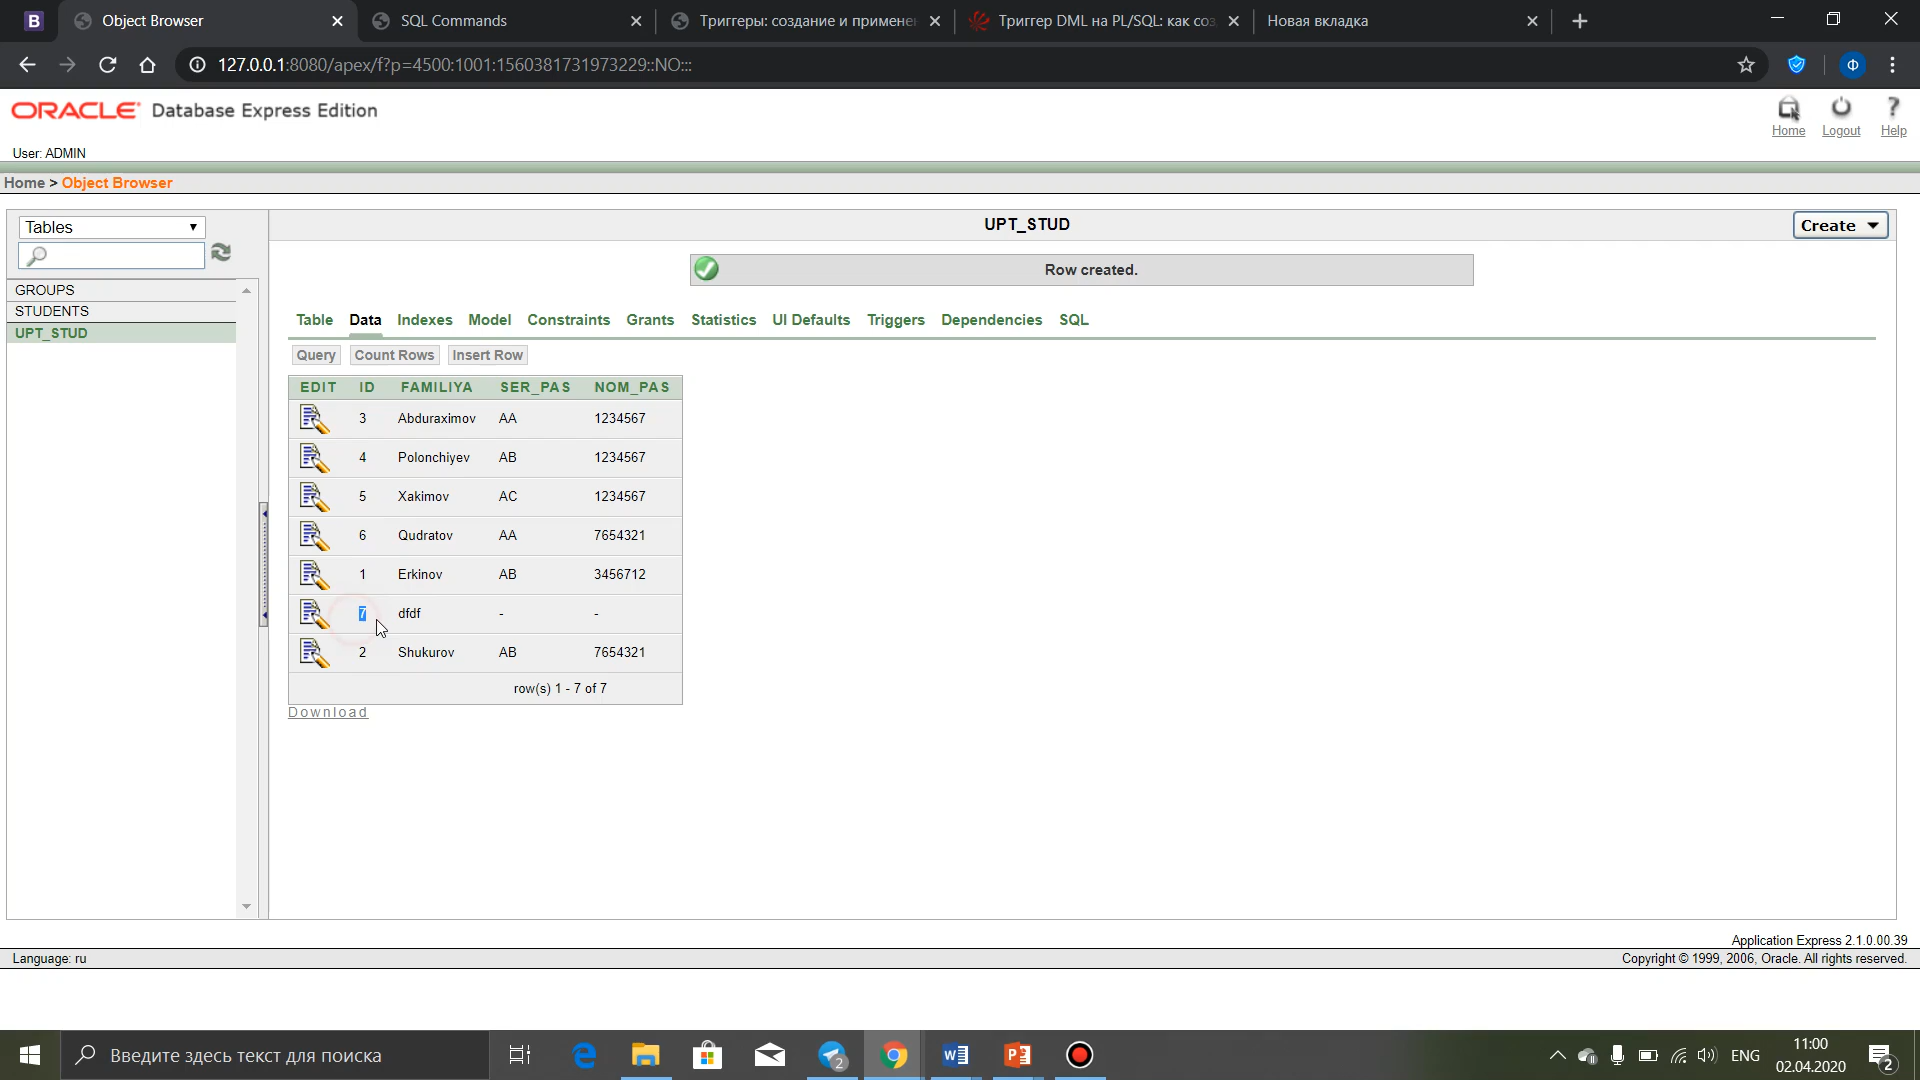 B
Object Browser
SQL Commands
Триггеры: создание и примене
Триггер DML на PL/SQL: как со
Новая вкладка
127.0.0.1:8080/apex/f?p=4500:1001:1560381731973229::NO:::
Ф
ORACLE Database Express Edition
Home
Logout
Help
User: ADMIN
Home > Object Browser
Tables
GROUPS
STUDENTS
UPT_STUD
UPT_STUD
Create
Row created.
Table Data Indexes Model Constraints Grants Statistics UI Defaults Triggers Dependencies SQL
Query Count Rows Insert Row
EDIT ID FAMILIYA SER_PAS NOM_PAS
3 Abduraximov AA 1234567
4 Polonchiyev AB 1234567
5 Xakimov AC 1234567
6 Qudratov AA 7654321
1 Erkinov AB 3456712
7 dfdf - -
2 Shukurov AB 7654321
row(s) 1 - 7 of 7
Download
Application Express 2.1.0.00.39
Language: ru
Copyright © 1999, 2006, Oracle. All rights reserved.
Введите здесь текст для поиска
2
ENG
11:00
02.04.2020
2